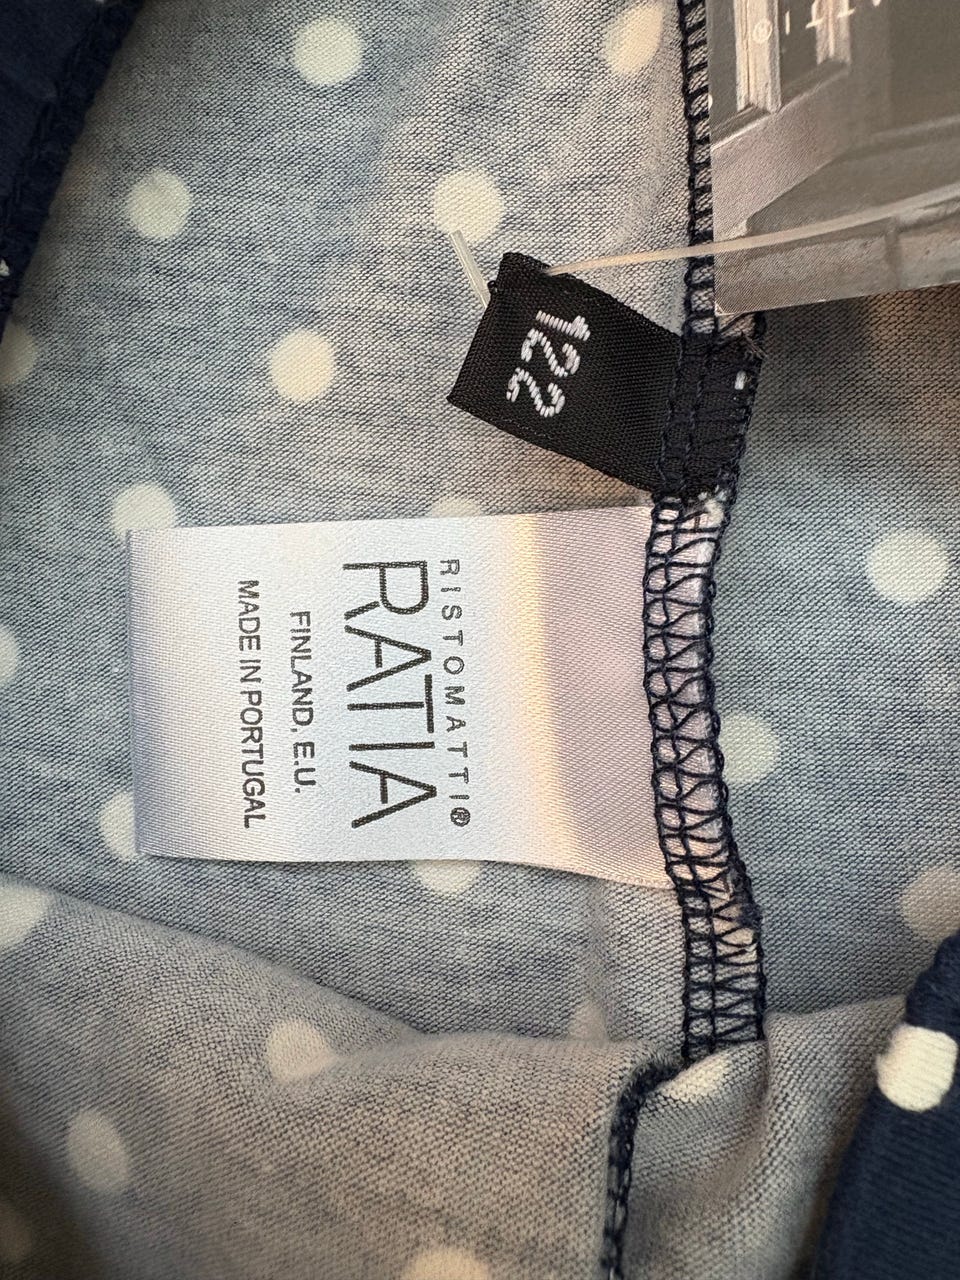 122
RISTOMATTI®
RATIA
FINLAND, E.U.
MADE IN PORTUGAL